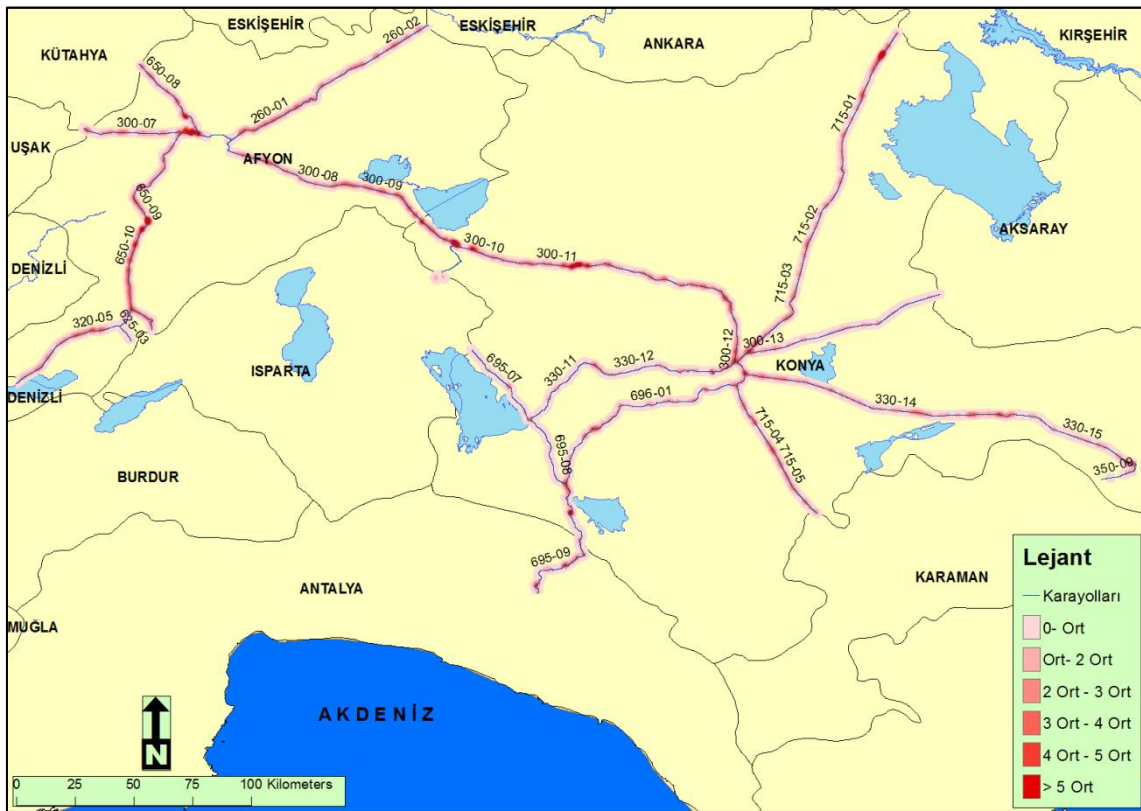 ESKİŞEHİR
260-02
ESKİŞEHİR
ANKARA
KIRŞEHİR
KÜTAHYA
650-08
260-01
715-01
300-07
UŞAK
AFYON
300-08
300-09
650-09
715-02
AKSARAY
650-10
300-10
300-11
DENİZLİ
715-03
320-05
625-03
300-12
300-13
ISPARTA
695-07
330-11
330-12
KONYA
DENİZLİ
696-01
330-14
330-15
715-04
715-05
695-08
350-09
BURDUR
695-09
ANTALYA
KARAMAN
MUĞLA
AKDENİZ
Lejant
Karayolları
0- Ort
Ort- 2 Ort
2 Ort - 3 Ort
3 Ort - 4 Ort
4 Ort - 5 Ort
> 5 Ort
N
0 25 50 75 100 Kilometers